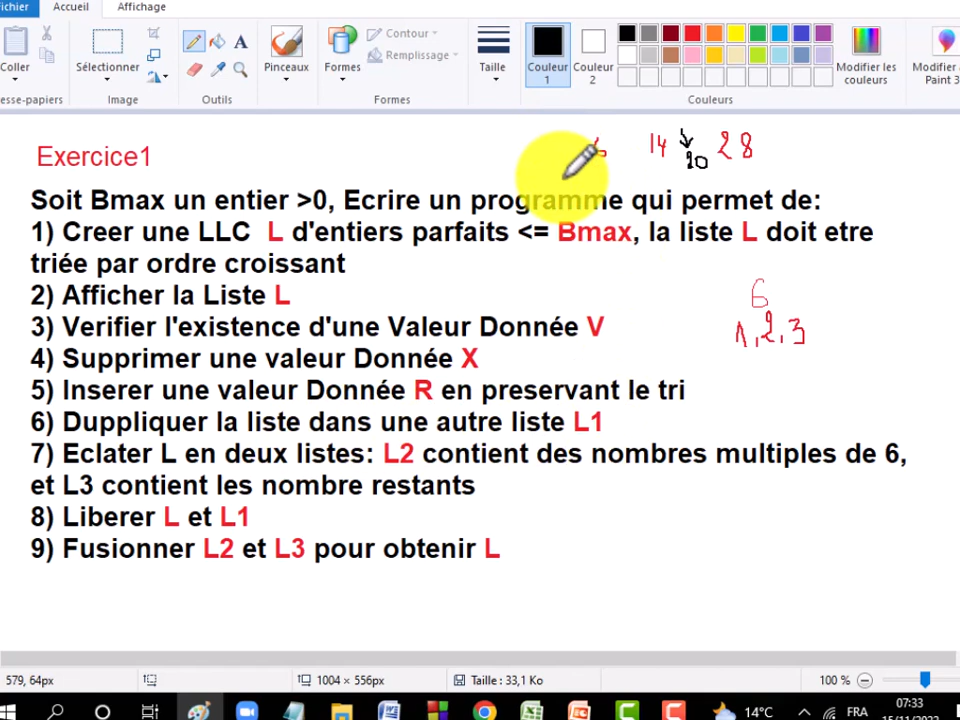 ichier Accueil Affichage
Coller Sélectionner Pinceaux Formes Contour Remplissage Taille Couleur 1 Couleur 2 Modifier les couleurs Modifier a Paint 3
esse-papiers Image Outils Formes Couleurs
6 14 28
20
Exercice1
Soit Bmax un entier >0, Ecrire un programme qui permet de:
1) Creer une LLC L d'entiers parfaits <= Bmax, la liste L doit etre
triée par ordre croissant
2) Afficher la Liste L
6
3) Verifier l'existence d'une Valeur Donnée V
1,2,3
4) Supprimer une valeur Donnée X
5) Inserer une valeur Donnée R en preservant le tri
6) Duppliquer la liste dans une autre liste L1
7) Eclater L en deux listes: L2 contient des nombres multiples de 6,
et L3 contient les nombre restants
8) Liberer L et L1
9) Fusionner L2 et L3 pour obtenir L
579, 64px 1004 × 556px Taille : 33,1 Ko 100 %
14°C FRA 07:33